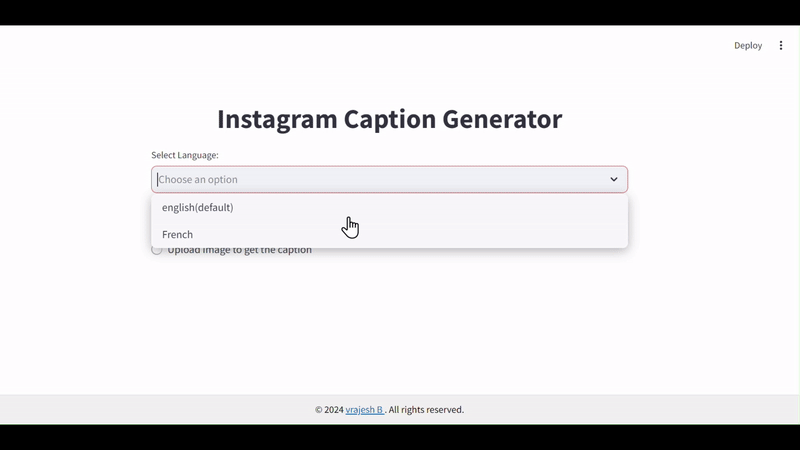 Deploy
Instagram Caption Generator
Select Language:
Choose an option
english(default)
French
Upload image to get the caption
© 2024 vrajesh B . All rights reserved.